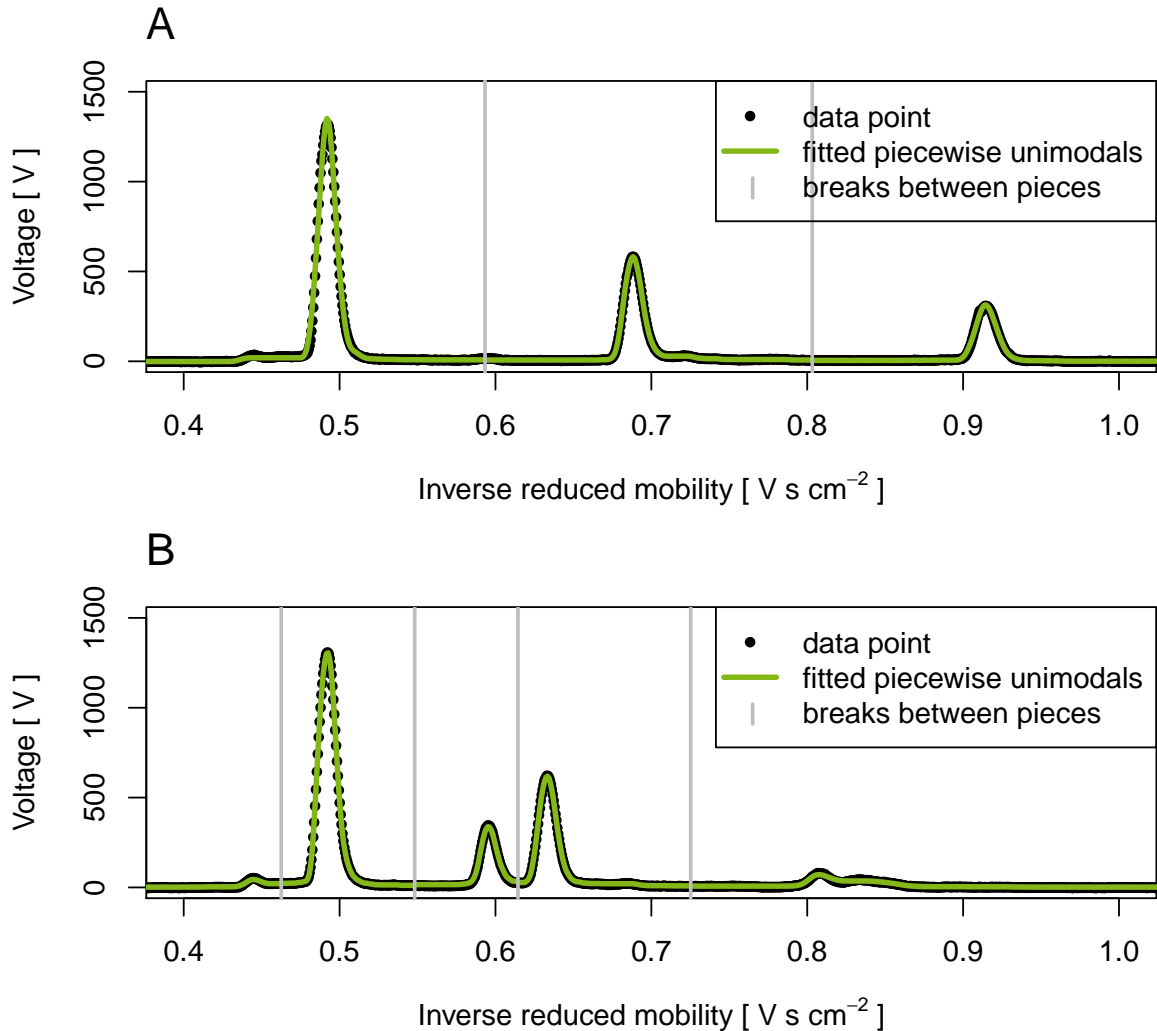 A
1500
1000
500
0
Voltage [ V ]
data point
fitted piecewise unimodals
breaks between pieces
0.4 0.5 0.6 0.7 0.8 0.9 1.0
Inverse reduced mobility [ V s cm⁻² ]
B
1500
1000
500
0
Voltage [ V ]
data point
fitted piecewise unimodals
breaks between pieces
0.4 0.5 0.6 0.7 0.8 0.9 1.0
Inverse reduced mobility [ V s cm⁻² ]